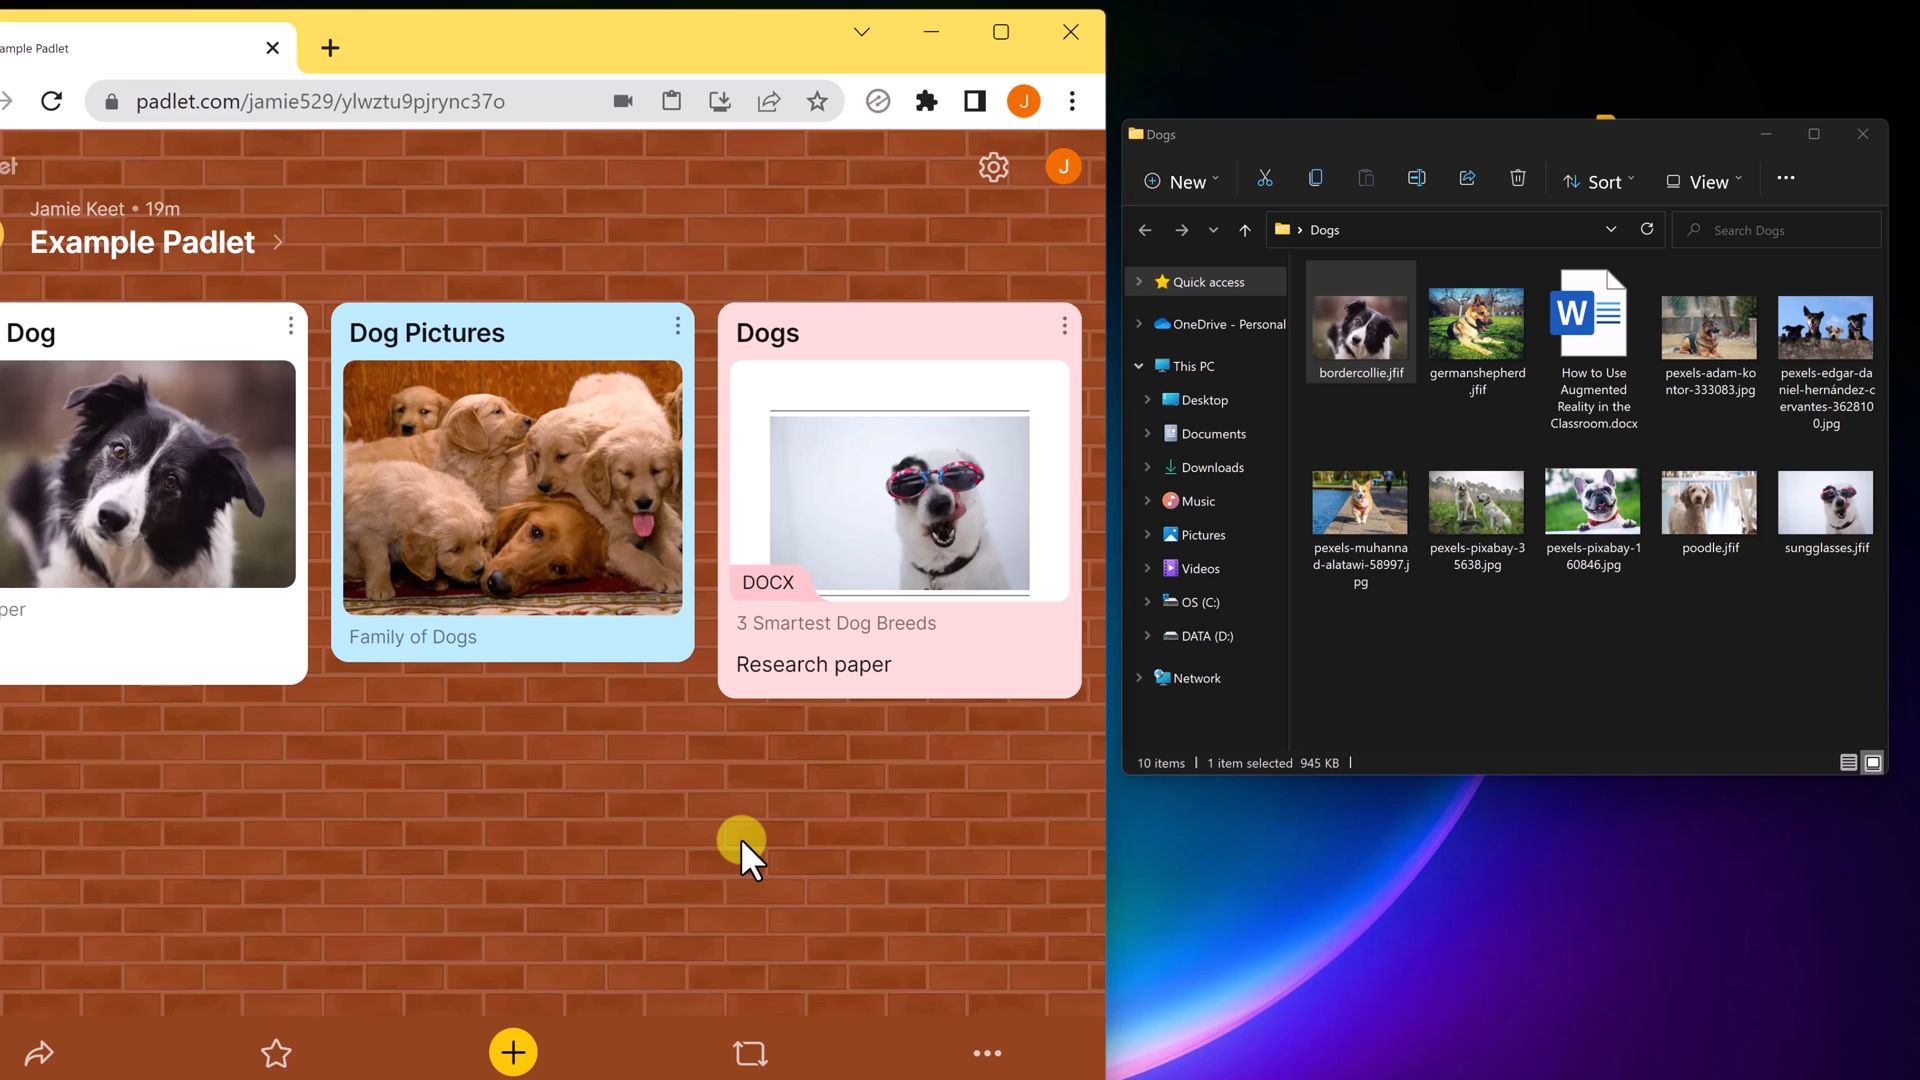 ample Padlet
padlet.com/jamie529/ylwztu9pjrync37o
J
et
J
Jamie Keet • 19m
Example Padlet
Dog
per
Dog Pictures
Family of Dogs
Dogs
DOCX
3 Smartest Dog Breeds
Research paper
Dogs
New
Sort
View
Dogs
Search Dogs
Quick access
OneDrive - Personal
This PC
Desktop
Documents
Downloads
Music
Pictures
Videos
OS (C:)
DATA (D:)
Network
bordercollie.jfif
germanshepherd
.jfif
W
How to Use
Augmented
Reality in the
Classroom.docx
pexels-adam-ko
ntor-333083.jpg
pexels-edgar-da
niel-hernández-c
ervantes-362810
0.jpg
pexels-muhanna
d-alatawi-58997.j
pg
pexels-pixabay-3
5638.jpg
pexels-pixabay-1
60846.jpg
poodle.jfif
sungglasses.jfif
10 items
1 item selected 945 KB